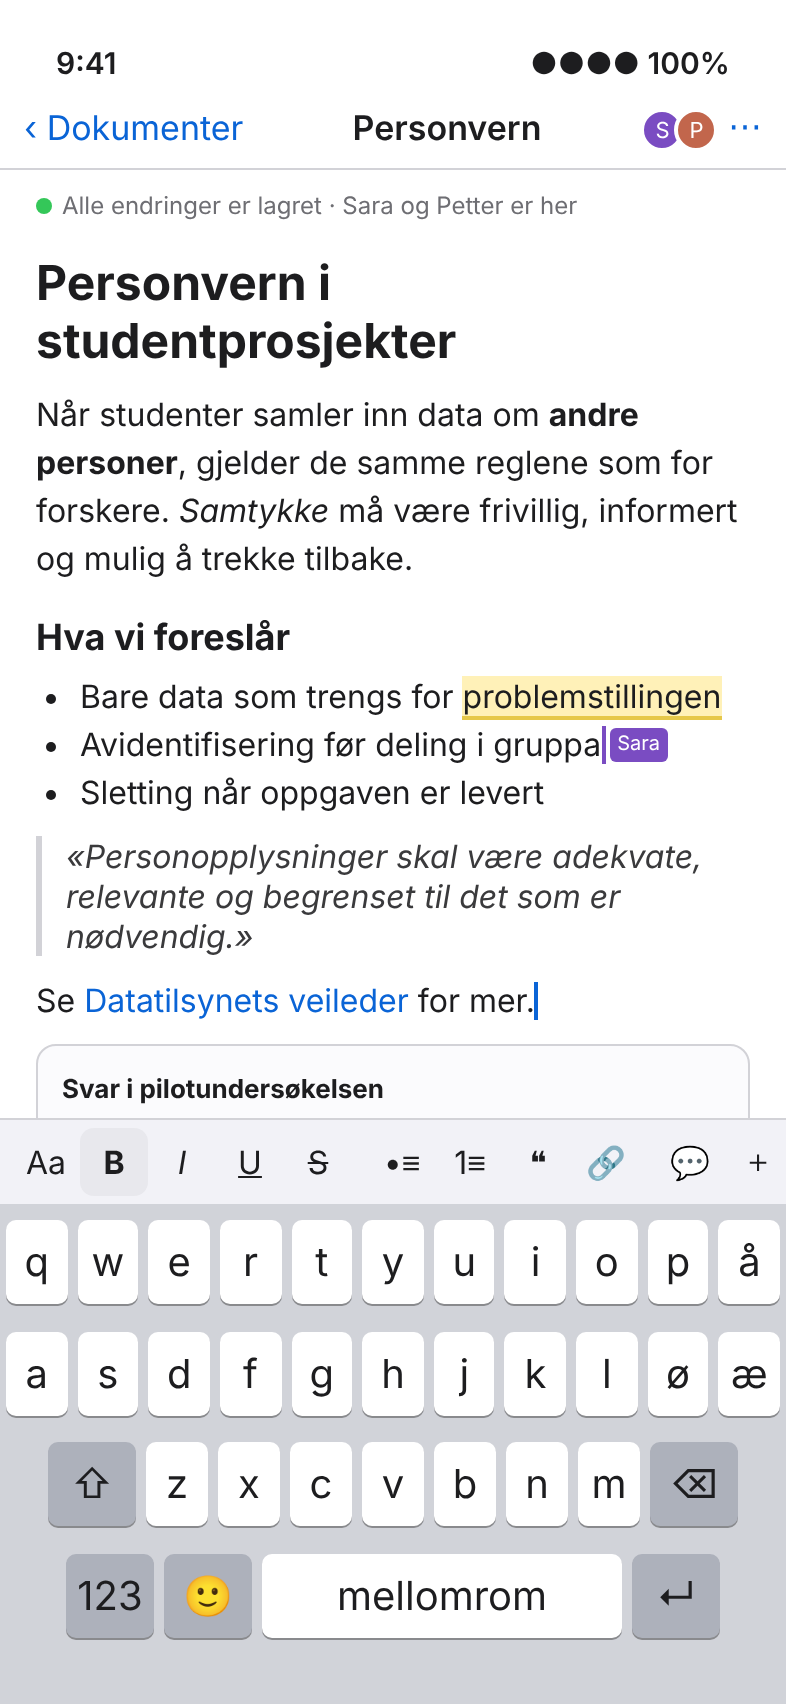 9:41 ●●●● 100%
‹ Dokumenter Personvern S P ···
Alle endringer er lagret · Sara og Petter er her
Personvern i
studentprosjekter
Når studenter samler inn data om andre
personer, gjelder de samme reglene som for
forskere. Samtykke må være frivillig, informert
og mulig å trekke tilbake.
Hva vi foreslår
• Bare data som trengs for problemstillingen
• Avidentifisering før deling i gruppa Sara
• Sletting når oppgaven er levert
«Personopplysninger skal være adekvate,
relevante og begrenset til det som er
nødvendig.»
Se Datatilsynets veileder for mer.
Svar i pilotundersøkelsen
Aa B I U S •≡ 1≡ ❝ 🔗 💬 +
q w e r t y u i o p å
a s d f g h j k l ø æ
⇧ z x c v b n m ⌫
123 🙂 mellomrom ↵